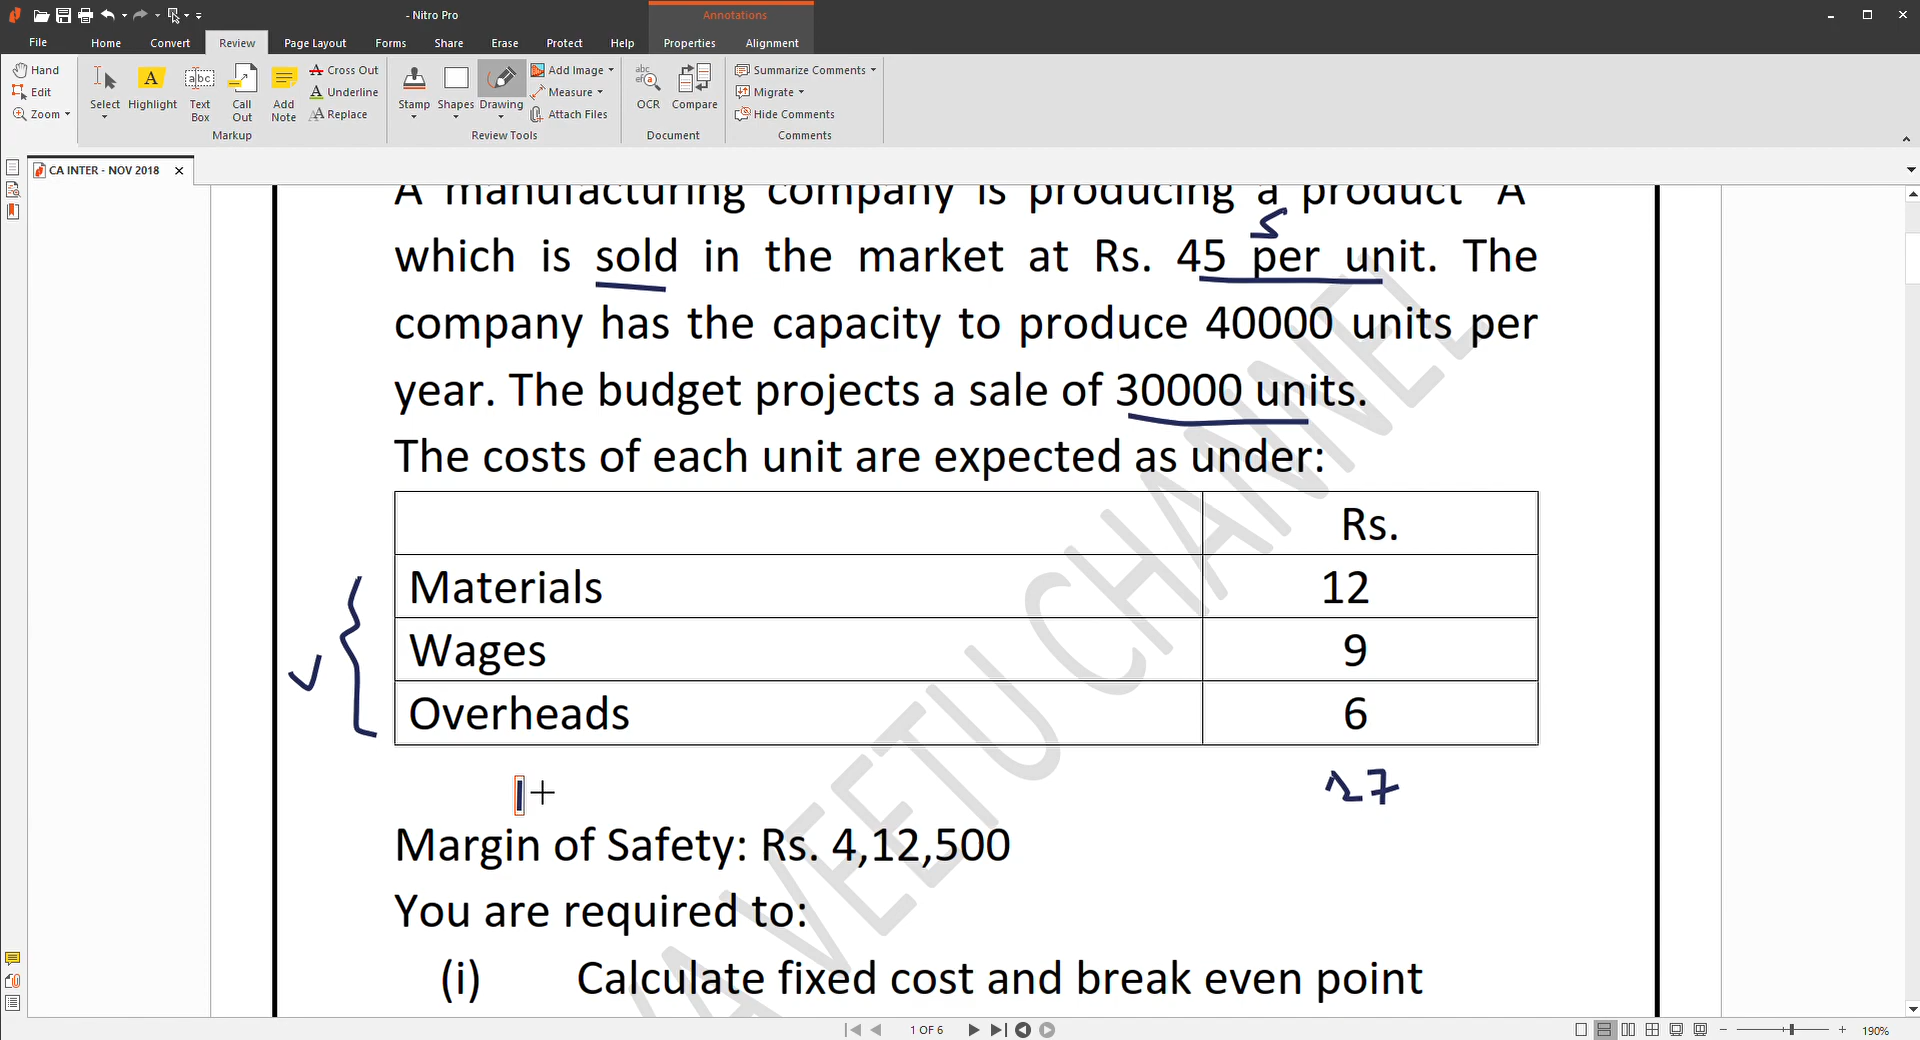 - Nitro Pro
Annotations
File Home Convert Review Page Layout Forms Share Erase Protect Help Properties Alignment
Hand
Edit
Zoom
Select
Highlight
Text Box
Call Out
Add Note
Cross Out
Underline
Replace
Markup
Stamp
Shapes
Drawing
Add Image
Measure
Attach Files
Review Tools
OCR
Compare
Document
Summarize Comments
Migrate
Hide Comments
Comments
CA INTER - NOV 2018
A manufacturing company is producing a product "A
S
which is sold in the market at Rs. 45 per unit. The
company has the capacity to produce 40000 units per
year. The budget projects a sale of 30000 units.
The costs of each unit are expected as under:
Rs.
Materials 12
Wages 9
Overheads 6
V
27
Margin of Safety: Rs. 4,12,500
You are required to:
(i) Calculate fixed cost and break even point
VEETU CHANNEL
1 OF 6
190%